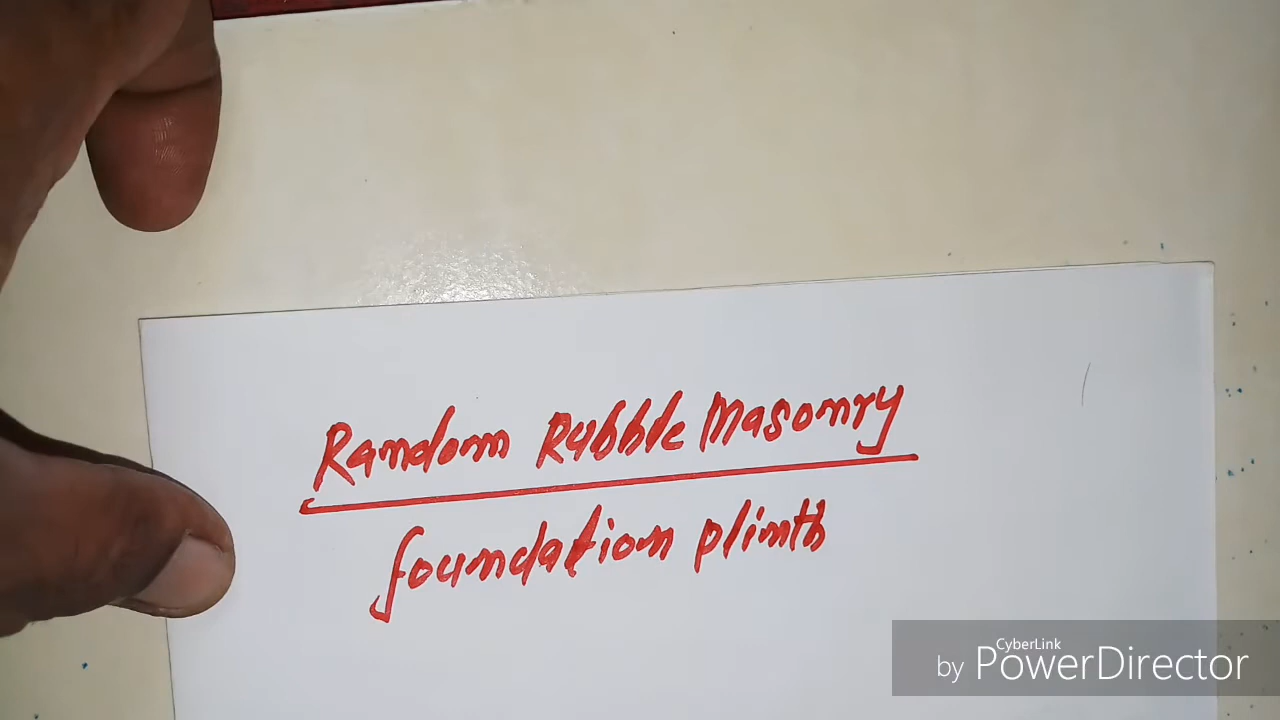 Random Rubble Masonry
foundation plinth
CyberLink
by PowerDirector